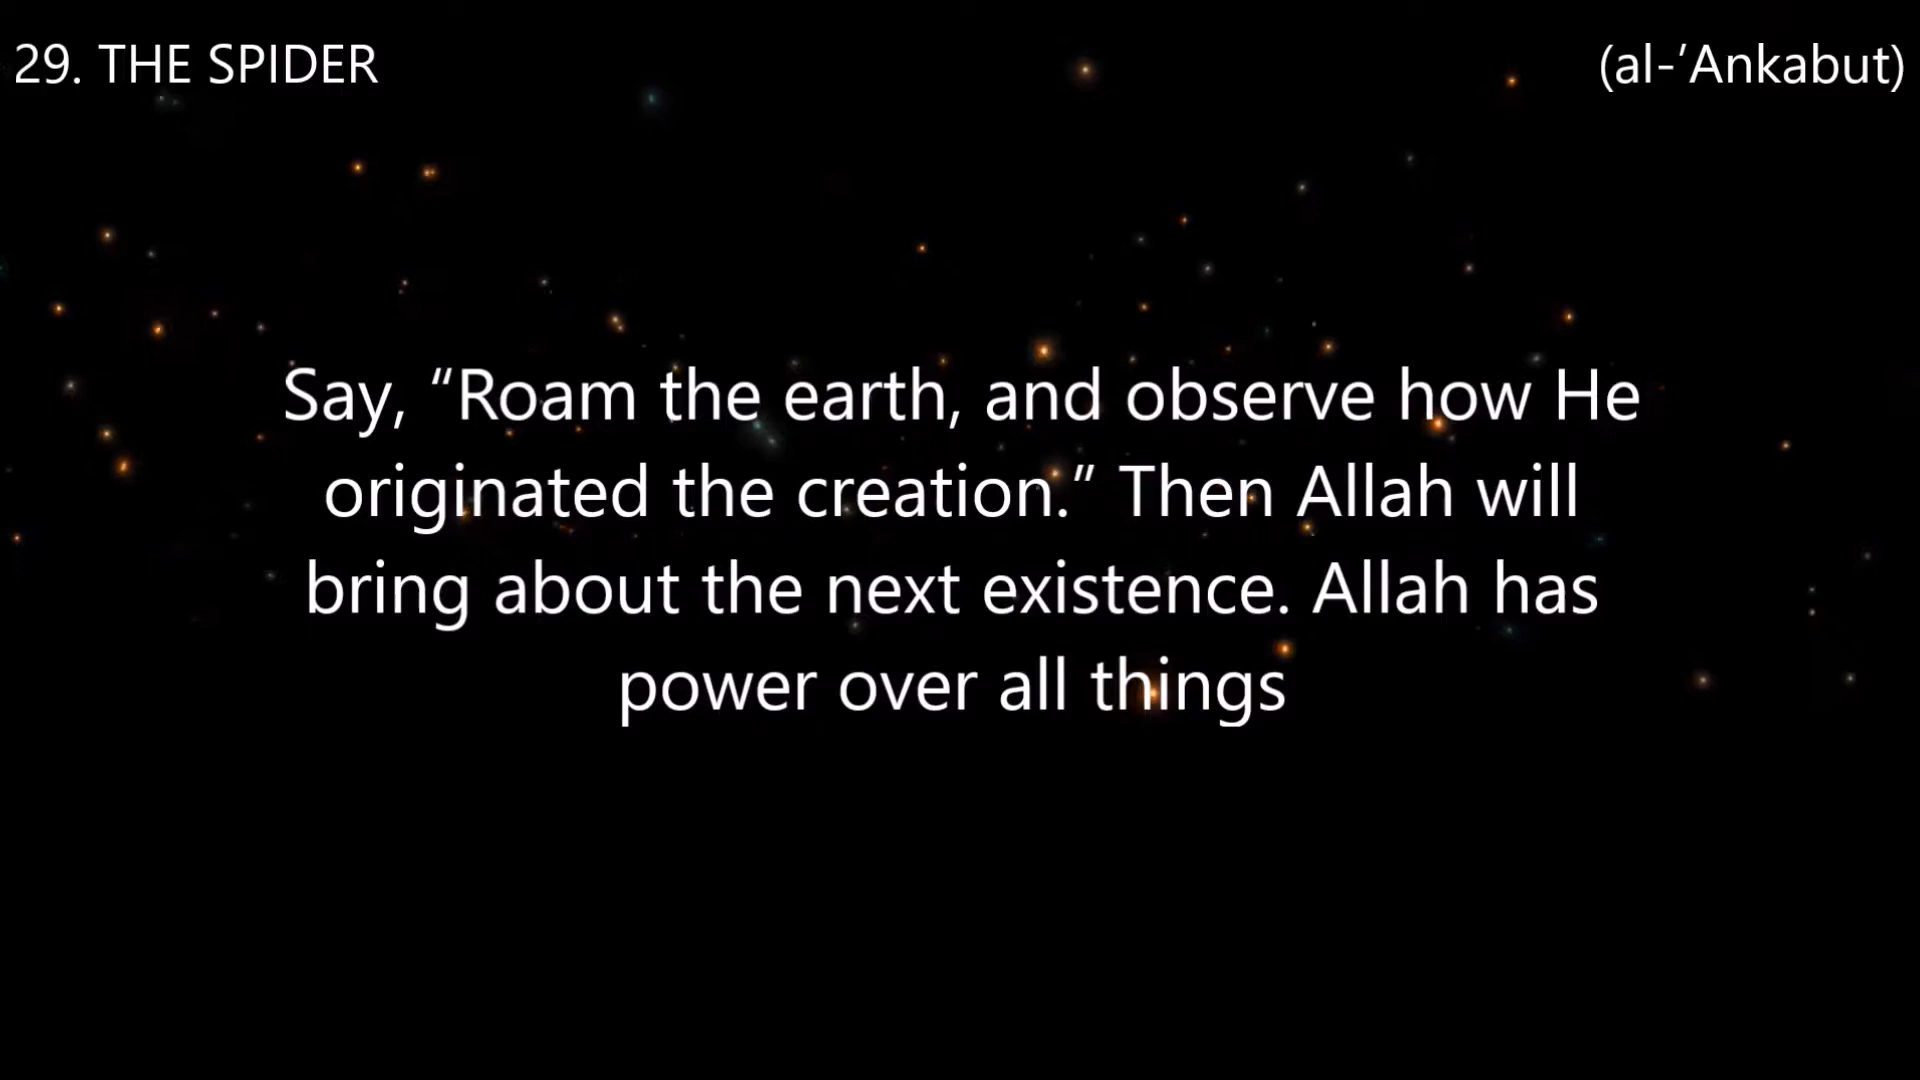 29. THE SPIDER
(al-’Ankabut)
Say, “Roam the earth, and observe how He
originated the creation.” Then Allah will
bring about the next existence. Allah has
power over all things